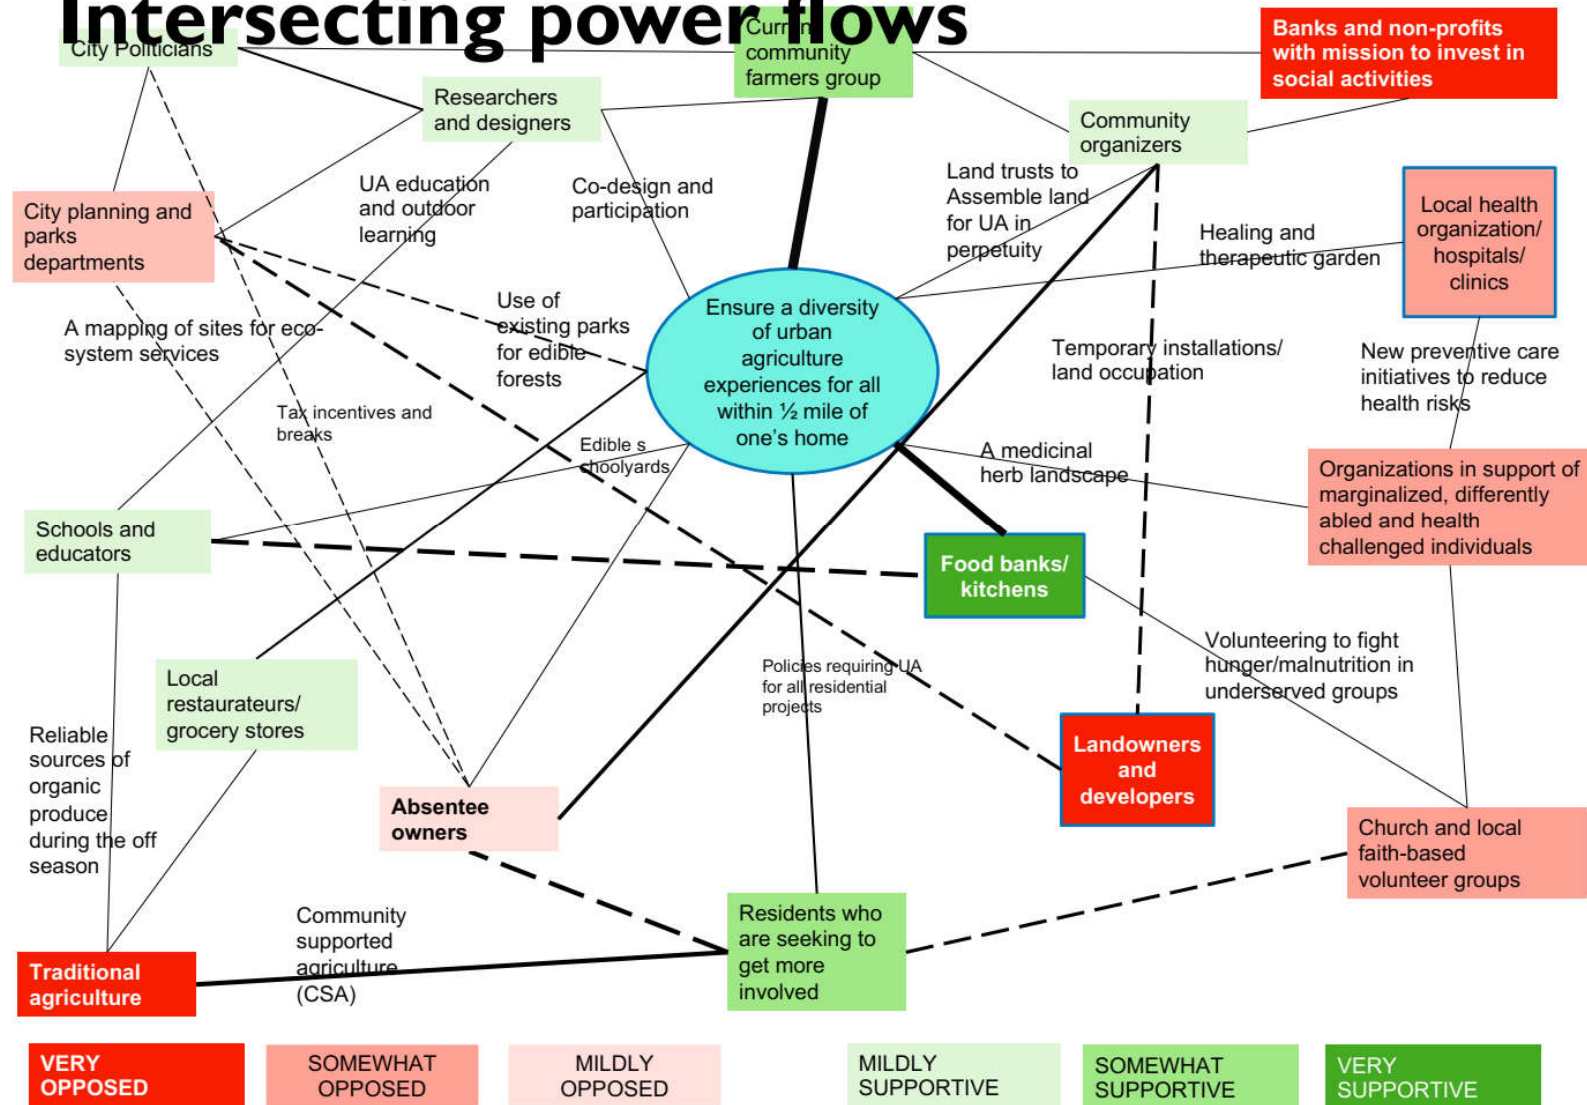 Intersecting power flows
City Politicians
Current
community
farmers group
Banks and non-profits
with mission to invest in
social activities
Researchers
and designers
Community
organizers
City planning and
parks
departments
UA education
and outdoor
learning
Co-design and
participation
Land trusts to
Assemble land
for UA in
perpetuity
Healing and
therapeutic garden
Local health
organization/
hospitals/
clinics
A mapping of sites for eco-
system services
Use of
existing parks
for edible
forests
Ensure a diversity
of urban
agriculture
experiences for all
within ½ mile of
one's home
Temporary installations/
land occupation
New preventive care
initiatives to reduce
health risks
Tax incentives and
breaks
Edible s
choolyards
A medicinal
herb landscape
Organizations in support of
marginalized, differently
abled and health
challenged individuals
Schools and
educators
Food banks/
kitchens
Local
restaurateurs/
grocery stores
Policies requiring UA
for all residential
projects
Volunteering to fight
hunger/malnutrition in
underserved groups
Reliable
sources of
organic
produce
during the off
season
Absentee
owners
Landowners
and
developers
Church and local
faith-based
volunteer groups
Community
supported
agriculture
(CSA)
Residents who
are seeking to
get more
involved
Traditional
agriculture
VERY
OPPOSED
SOMEWHAT
OPPOSED
MILDLY
OPPOSED
MILDLY
SUPPORTIVE
SOMEWHAT
SUPPORTIVE
VERY
SUPPORTIVE